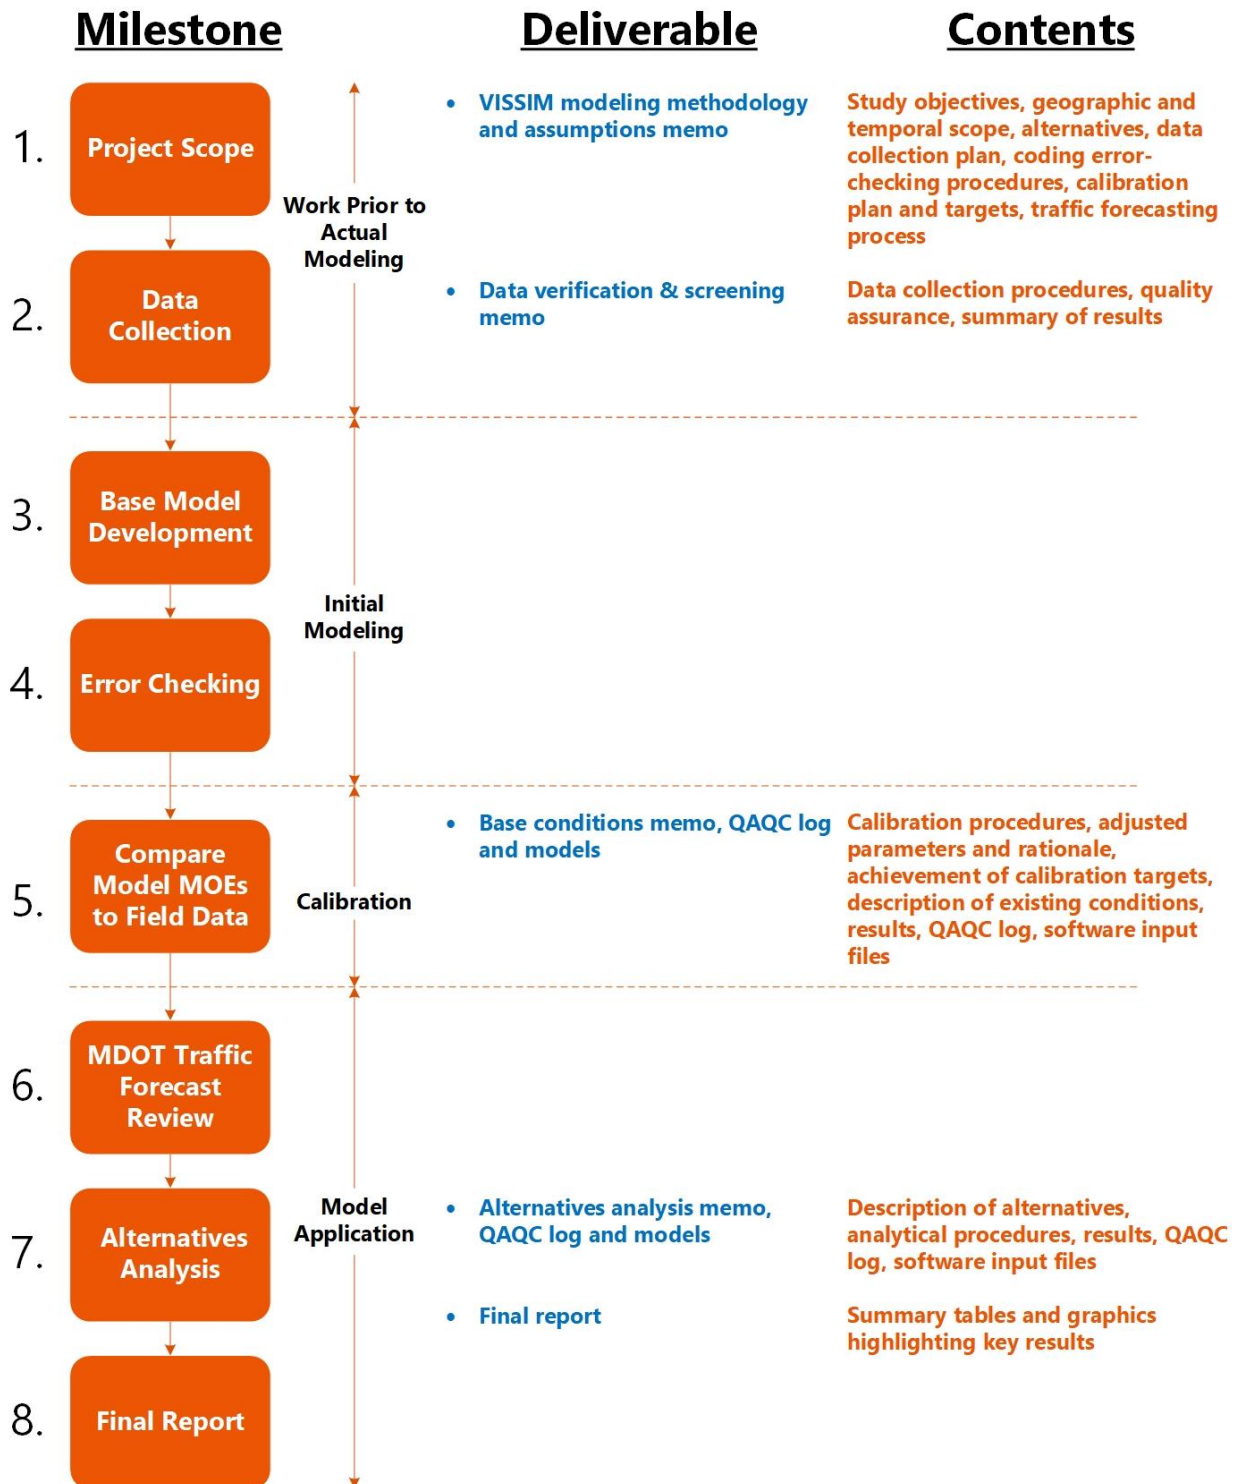 Milestone
Deliverable
Contents
1.
Project Scope
• VISSIM modeling methodology
and assumptions memo
Study objectives, geographic and
temporal scope, alternatives, data
collection plan, coding error-
checking procedures, calibration
plan and targets, traffic forecasting
process
Work Prior to
Actual
Modeling
2.
Data
Collection
• Data verification & screening
memo
Data collection procedures, quality
assurance, summary of results
3.
Base Model
Development
Initial
Modeling
4.
Error Checking
5.
Compare
Model MOEs
to Field Data
Calibration
• Base conditions memo, QAQC log
and models
Calibration procedures, adjusted
parameters and rationale,
achievement of calibration targets,
description of existing conditions,
results, QAQC log, software input
files
6.
MDOT Traffic
Forecast
Review
Model
Application
7.
Alternatives
Analysis
• Alternatives analysis memo,
QAQC log and models
Description of alternatives,
analytical procedures, results, QAQC
log, software input files
• Final report
Summary tables and graphics
highlighting key results
8.
Final Report